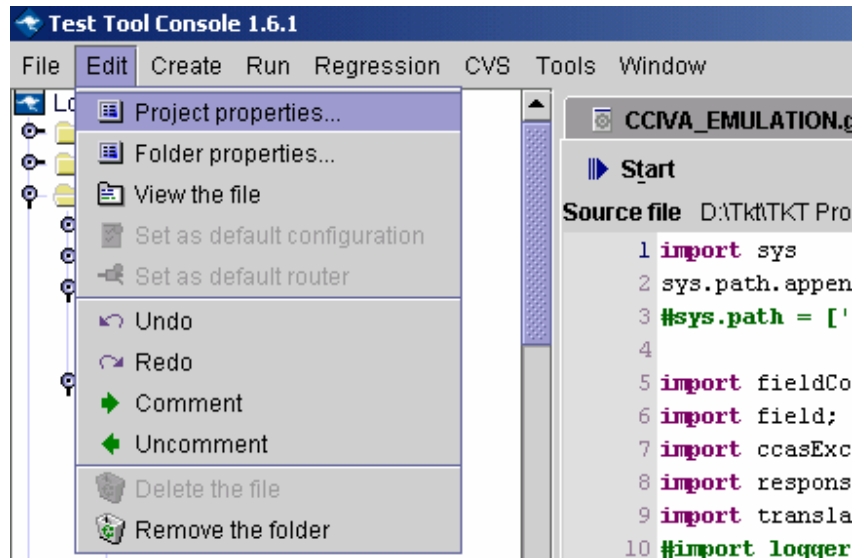 Test Tool Console 1.6.1
File Edit Create Run Regression CVS Tools Window
Project properties...
Folder properties...
View the file
Set as default configuration
Set as default router
Undo
Redo
Comment
Uncomment
Delete the file
Remove the folder
CCIVA_EMULATION.g
Start
Source file D:\Tkt\TKT Pro
1 import sys
2 sys.path.appen
3 #sys.path = ['
4
5 import fieldCo
6 import field;
7 import ccasExc
8 import respons
9 import transla
10 #import logger